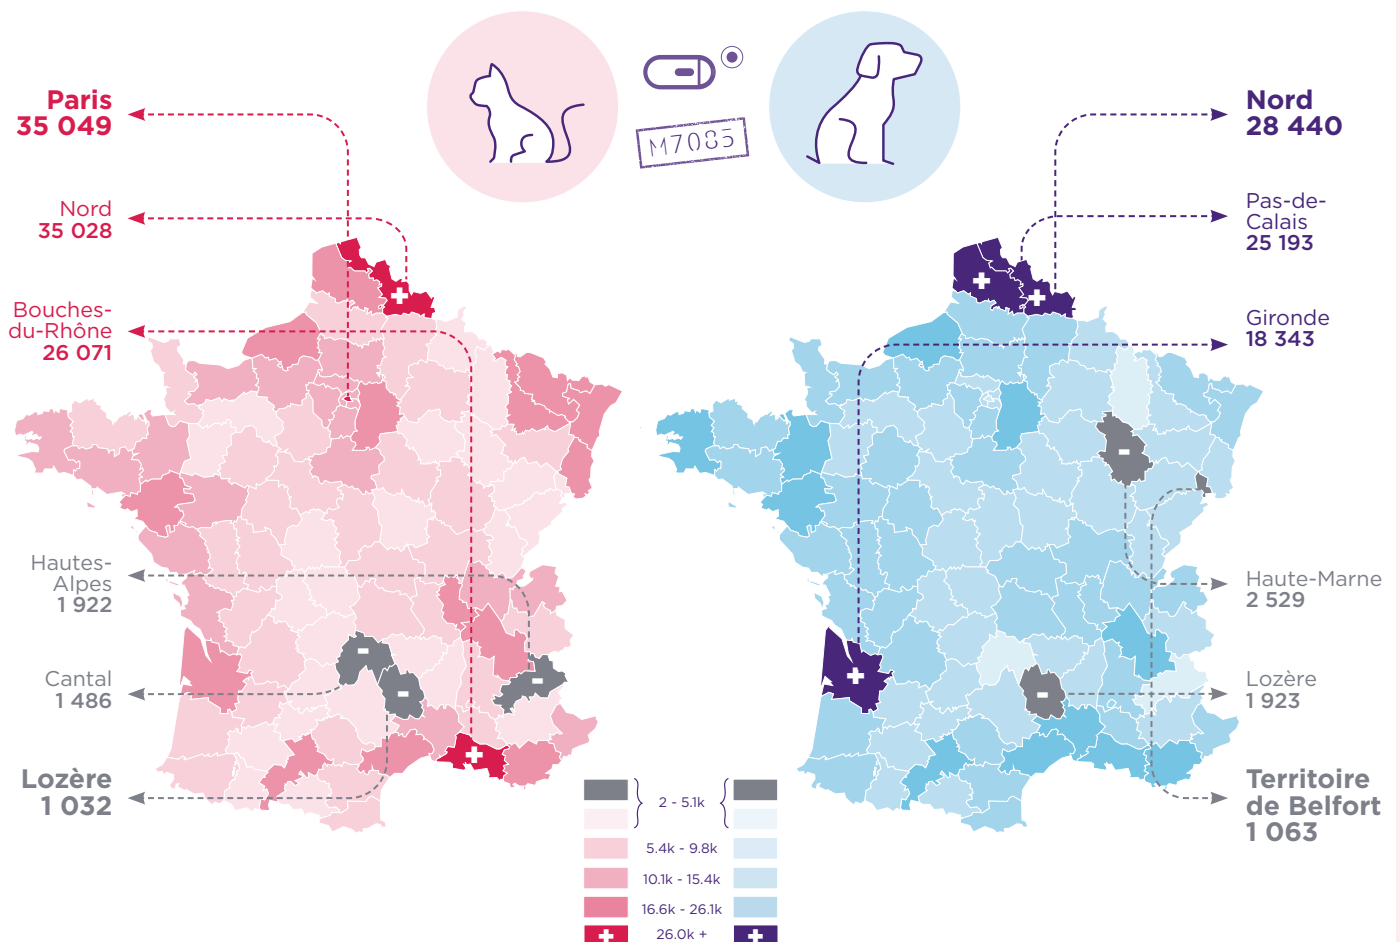 Paris
35 049
Nord
35 028
Bouches-
du-Rhône
26 071
Hautes-
Alpes
1 922
Cantal
1 486
Lozère
1 032
M7085
Nord
28 440
Pas-de-
Calais
25 193
Gironde
18 343
Haute-Marne
2 529
Lozère
1 923
Territoire
de Belfort
1 063
2 - 5.1k
5.4k - 9.8k
10.1k - 15.4k
16.6k - 26.1k
26.0k +